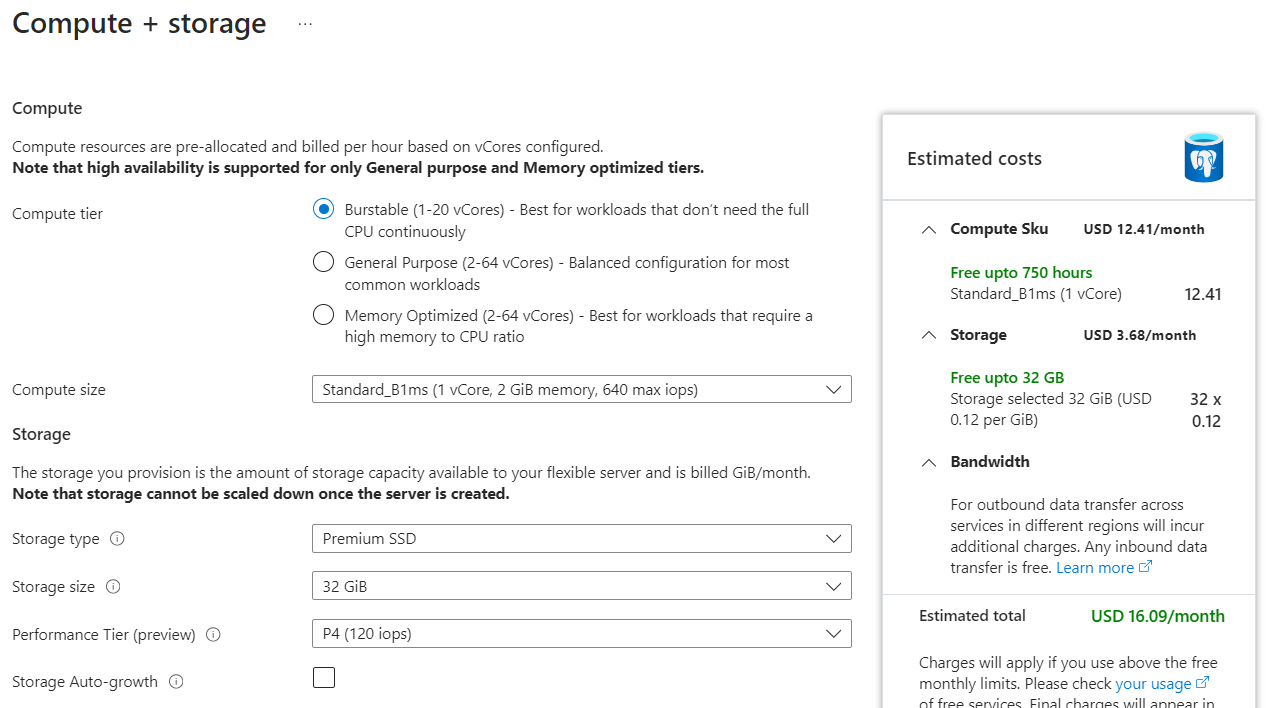 Compute + storage ...
Compute
Compute resources are pre-allocated and billed per hour based on vCores configured.
Note that high availability is supported for only General purpose and Memory optimized tiers.
Compute tier
Burstable (1-20 vCores) - Best for workloads that don’t need the full
CPU continuously
General Purpose (2-64 vCores) - Balanced configuration for most
common workloads
Memory Optimized (2-64 vCores) - Best for workloads that require a
high memory to CPU ratio
Compute size
Standard_B1ms (1 vCore, 2 GiB memory, 640 max iops)
Storage
The storage you provision is the amount of storage capacity available to your flexible server and is billed GiB/month.
Note that storage cannot be scaled down once the server is created.
Storage type
Premium SSD
Storage size
32 GiB
Performance Tier (preview)
P4 (120 iops)
Storage Auto-growth
Estimated costs
Compute Sku USD 12.41/month
Free upto 750 hours
Standard_B1ms (1 vCore) 12.41
Storage USD 3.68/month
Free upto 32 GB
Storage selected 32 GiB (USD 32 x
0.12 per GiB) 0.12
Bandwidth
For outbound data transfer across
services in different regions will incur
additional charges. Any inbound data
transfer is free. Learn more
Estimated total USD 16.09/month
Charges will apply if you use above the free
monthly limits. Please check your usage
of free services. Final charges will appear in